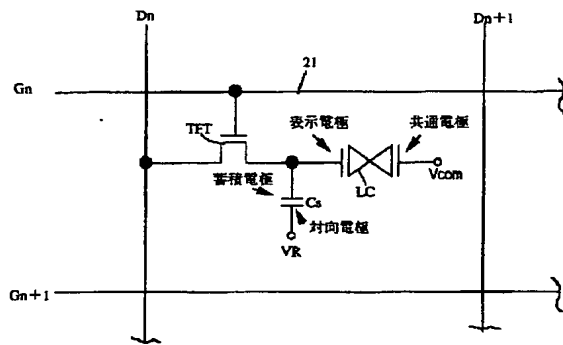 Dn
Dn+1
Gn
21
TFT
表示電極
共通電極
LC
Vcom
蓄積電極
Cs
対向電極
VR
Gn+1